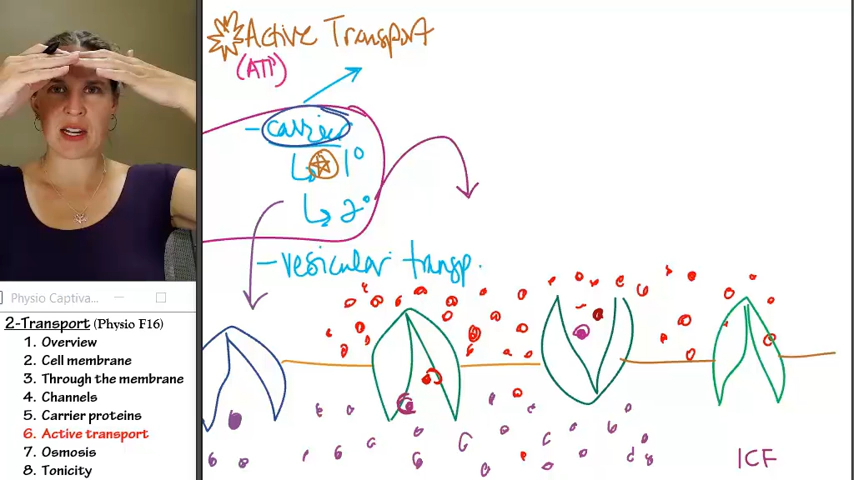 Active Transport
(ATP)
- carrier
1°
2°
- vesicular transp.
ICF
Physio Captiva...
2-Transport (Physio F16)
1. Overview
2. Cell membrane
3. Through the membrane
4. Channels
5. Carrier proteins
6. Active transport
7. Osmosis
8. Tonicity